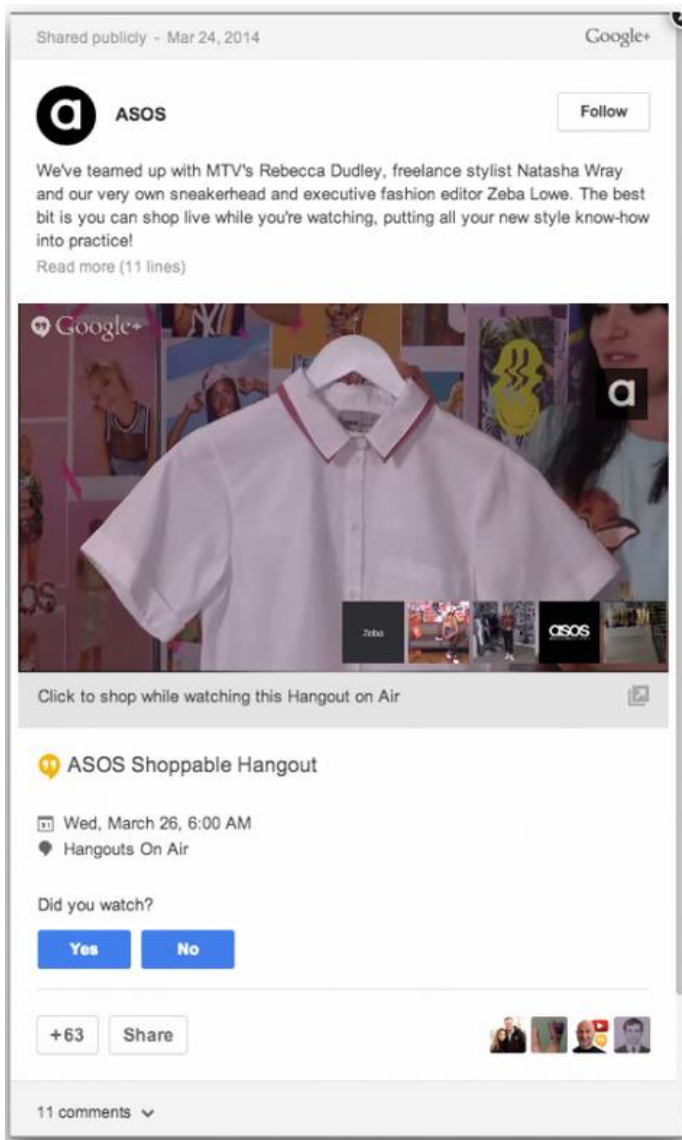 Shared publicly - Mar 24, 2014
Google+
a
ASOS
Follow
We've teamed up with MTV's Rebecca Dudley, freelance stylist Natasha Wray
and our very own sneakerhead and executive fashion editor Zeba Lowe. The best
bit is you can shop live while you're watching, putting all your new style know-how
into practice!
Read more (11 lines)
Google+
a
Zeba
asos
Click to shop while watching this Hangout on Air
ASOS Shoppable Hangout
31
Wed, March 26, 6:00 AM
Hangouts On Air
Did you watch?
Yes
No
+63
Share
11 comments